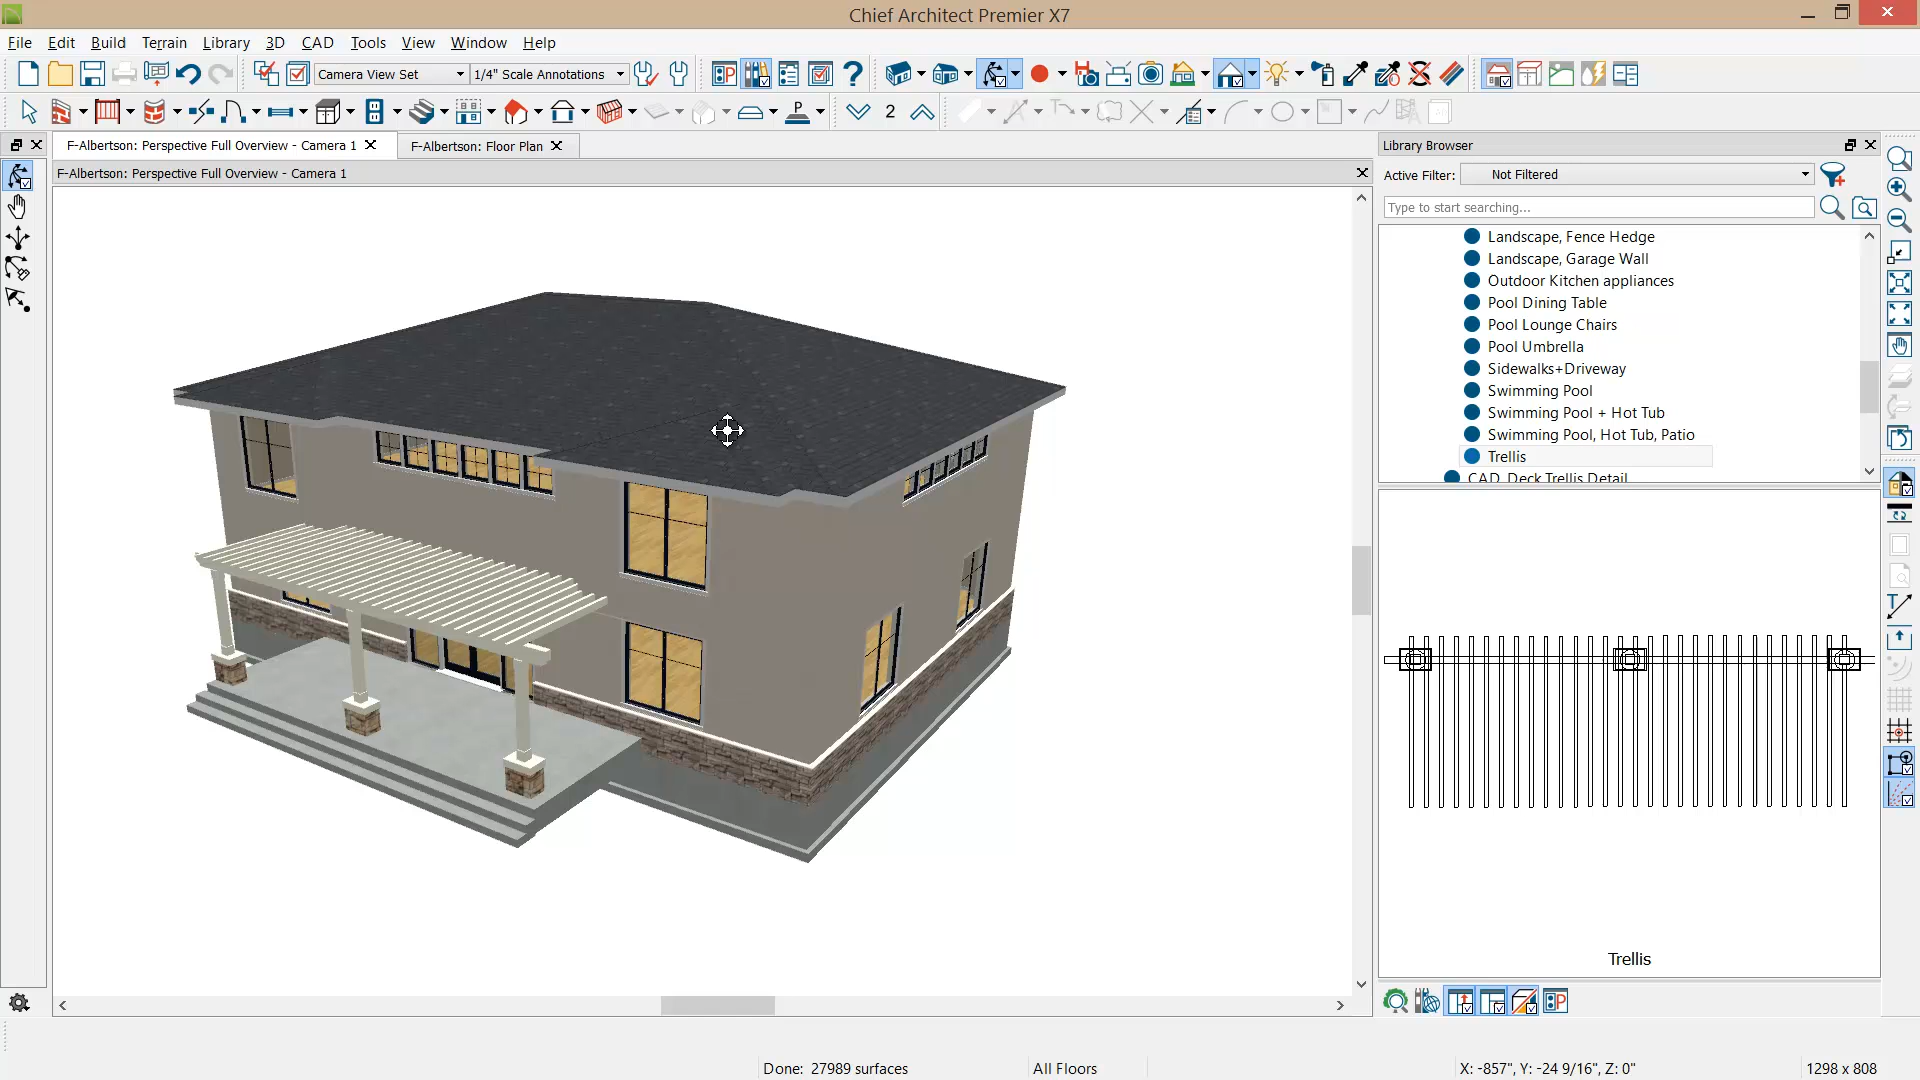 Chief Architect Premier X7
File Edit Build Terrain Library 3D CAD Tools View Window Help
Camera View Set 1/4" Scale Annotations
2
F-Albertson: Perspective Full Overview - Camera 1 F-Albertson: Floor Plan
F-Albertson: Perspective Full Overview - Camera 1
Library Browser
Active Filter: Not Filtered
Type to start searching...
Landscape, Fence Hedge
Landscape, Garage Wall
Outdoor Kitchen appliances
Pool Dining Table
Pool Lounge Chairs
Pool Umbrella
Sidewalks+Driveway
Swimming Pool
Swimming Pool + Hot Tub
Swimming Pool, Hot Tub, Patio
Trellis
CAD, Deck Trellis Detail
Trellis
Done: 27989 surfaces All Floors X: -857", Y: -24 9/16", Z: 0" 1298 x 808